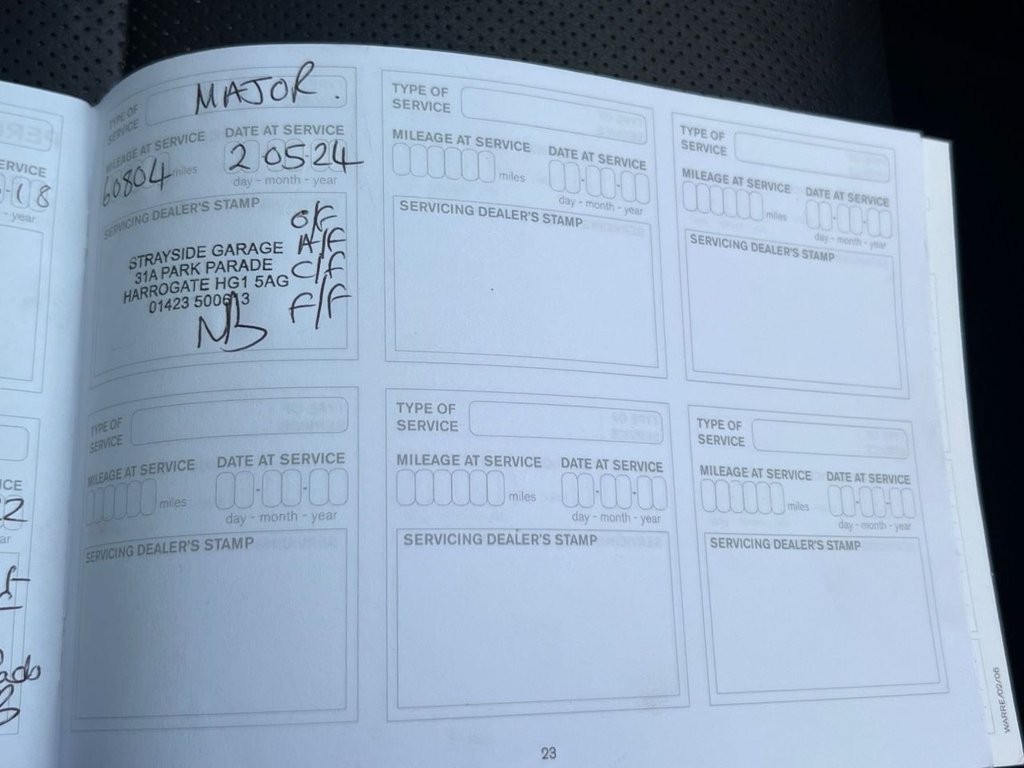 SERVICE
-18
- year
TYPE OF
SERVICE
MAJOR.
MILEAGE AT SERVICE
60804 miles
DATE AT SERVICE
20524
day - month - year
SERVICING DEALER'S STAMP
STRAYSIDE GARAGE
31A PARK PARADE
HARROGATE HG1 5AG
01423 500613
O/F
A/F
C/F
F/F
NB
TYPE OF
SERVICE
MILEAGE AT SERVICE
miles
DATE AT SERVICE
day - month - year
SERVICING DEALER'S STAMP
TYPE OF
SERVICE
MILEAGE AT SERVICE
miles
DATE AT SERVICE
day - month - year
SERVICING DEALER'S STAMP
TYPE OF
SERVICE
MILEAGE AT SERVICE
miles
DATE AT SERVICE
day - month - year
SERVICING DEALER'S STAMP
TYPE OF
SERVICE
MILEAGE AT SERVICE
miles
DATE AT SERVICE
day - month - year
SERVICING DEALER'S STAMP
TYPE OF
SERVICE
MILEAGE AT SERVICE
miles
DATE AT SERVICE
day - month - year
SERVICING DEALER'S STAMP
23
WARRE/02/06